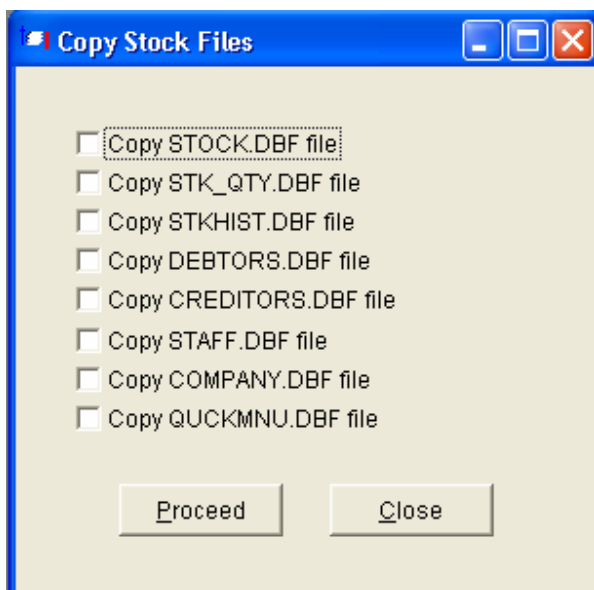 Copy Stock Files
Copy STOCK.DBF file
Copy STK_QTY.DBF file
Copy STKHIST.DBF file
Copy DEBTORS.DBF file
Copy CREDITORS.DBF file
Copy STAFF.DBF file
Copy COMPANY.DBF file
Copy QUCKMNU.DBF file
Proceed Close